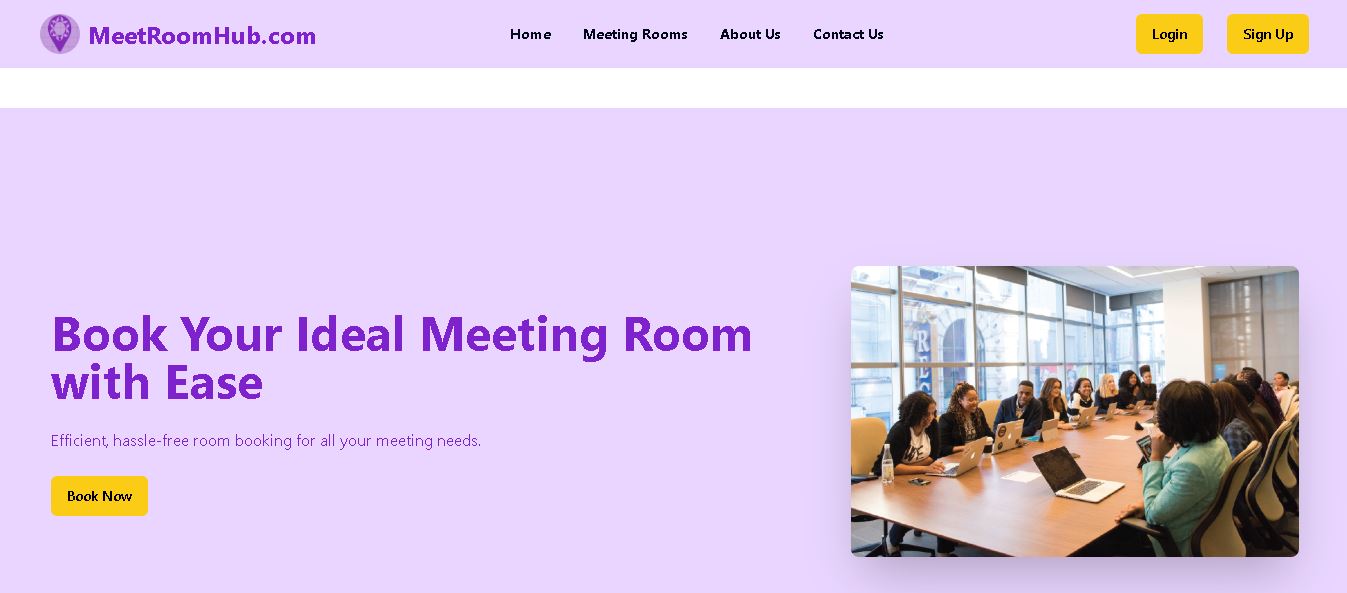 MeetRoomHub.com
Home
Meeting Rooms
About Us
Contact Us
Login
Sign Up
Book Your Ideal Meeting Room
with Ease
Efficient, hassle-free room booking for all your meeting needs.
Book Now